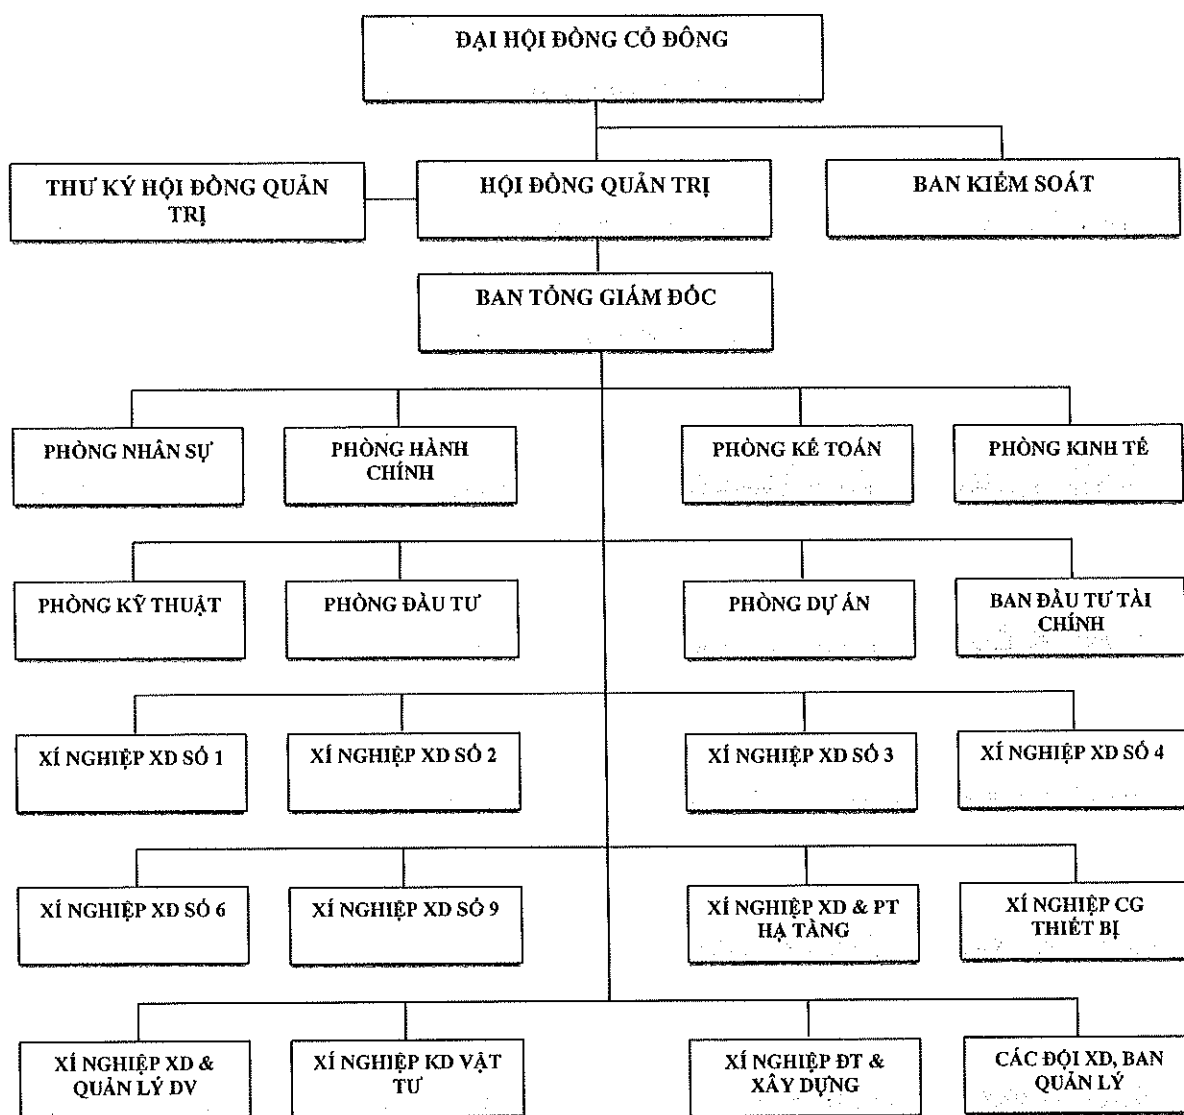 ĐẠI HỘI ĐỒNG CỔ ĐÔNG
THƯ KÝ HỘI ĐỒNG QUẢN
TRỊ
HỘI ĐỒNG QUẢN TRỊ
BAN KIỂM SOÁT
BAN TỔNG GIÁM ĐỐC
PHÒNG NHÂN SỰ
PHÒNG HÀNH
CHÍNH
PHÒNG KẾ TOÁN
PHÒNG KINH TẾ
PHÒNG KỸ THUẬT
PHÒNG ĐẦU TƯ
PHÒNG DỰ ÁN
BAN ĐẦU TƯ TÀI
CHÍNH
XÍ NGHIỆP XD SỐ 1
XÍ NGHIỆP XD SỐ 2
XÍ NGHIỆP XD SỐ 3
XÍ NGHIỆP XD SỐ 4
XÍ NGHIỆP XD SỐ 6
XÍ NGHIỆP XD SỐ 9
XÍ NGHIỆP XD & PT
HẠ TẦNG
XÍ NGHIỆP CG
THIẾT BỊ
XÍ NGHIỆP XD &
QUẢN LÝ DV
XÍ NGHIỆP KD VẬT
TƯ
XÍ NGHIỆP ĐT &
XÂY DỰNG
CÁC ĐỘI XD, BAN
QUẢN LÝ